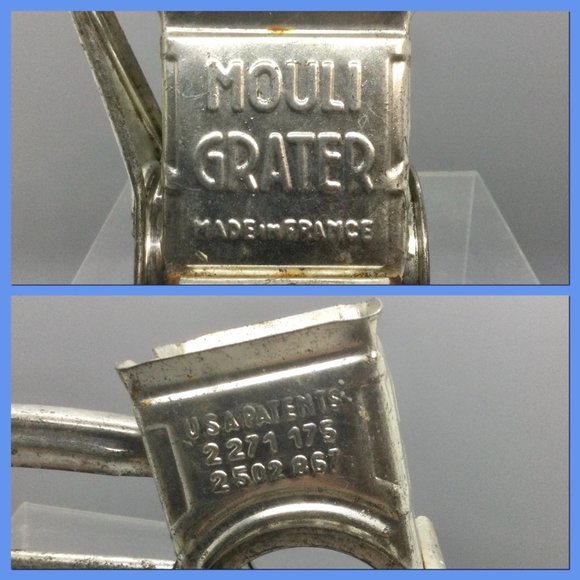 MOULI
GRATER
MADE IN FRANCE
USA PATENTS
2 271 175
2 502 867